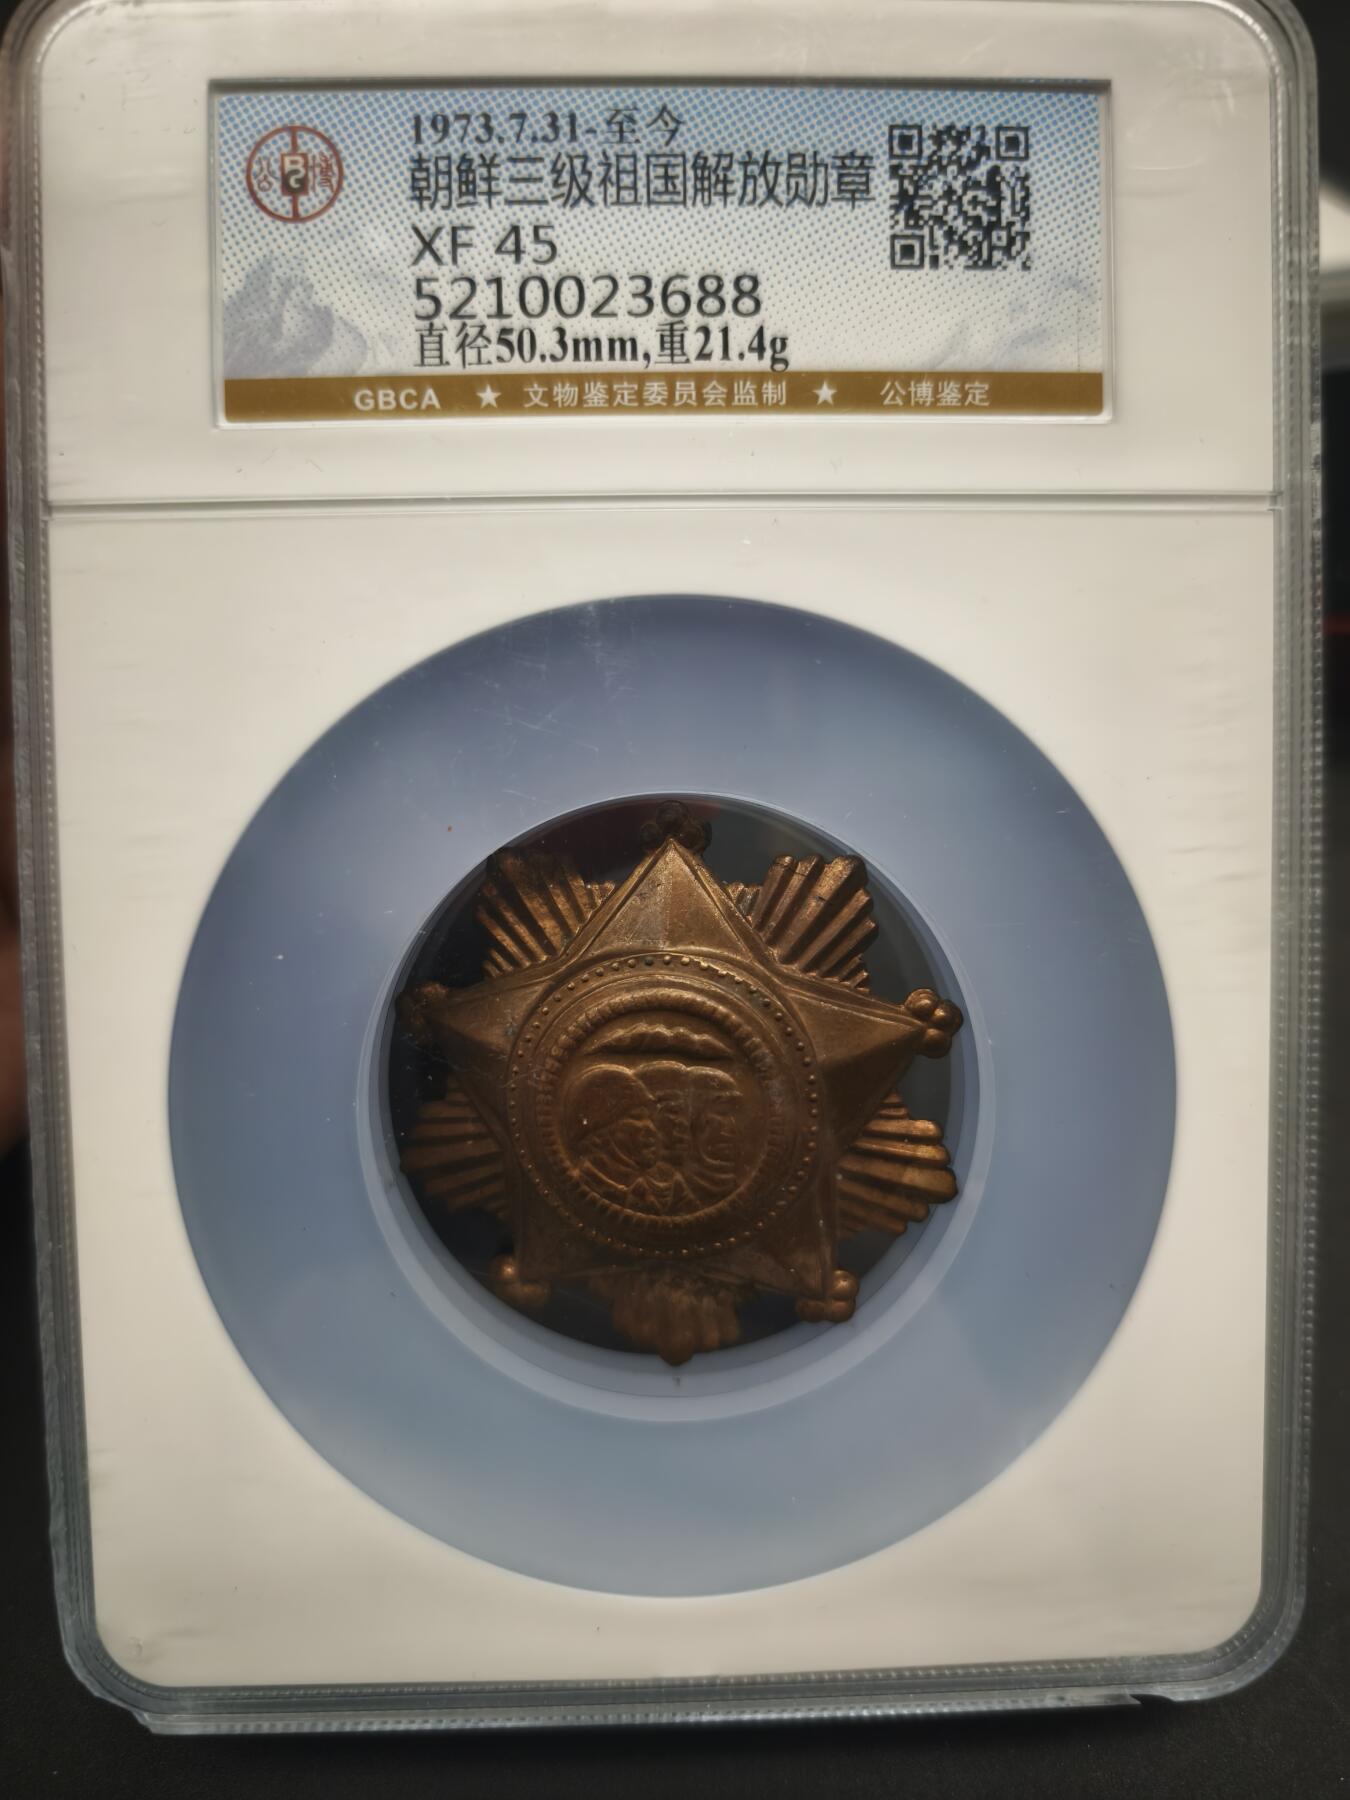 公 博
1973.7.31-至今
朝鲜三级祖国解放勋章
XF 45
5210023688
直径50.3mm,重21.4g
GBCA ★ 文物鉴定委员会监制 ★ 公博鉴定